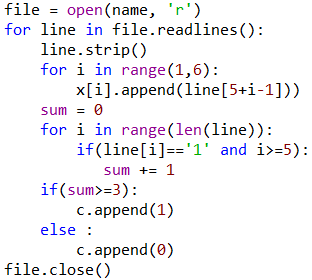 file = open(name, 'r')
for line in file.readlines():
    line.strip()
    for i in range(1,6):
        x[i].append(line[5+i-1]))
    sum = 0
    for i in range(len(line)):
        if(line[i]=='1' and i>=5):
           sum += 1
    if(sum>=3):
        c.append(1)
    else :
        c.append(0)
file.close()